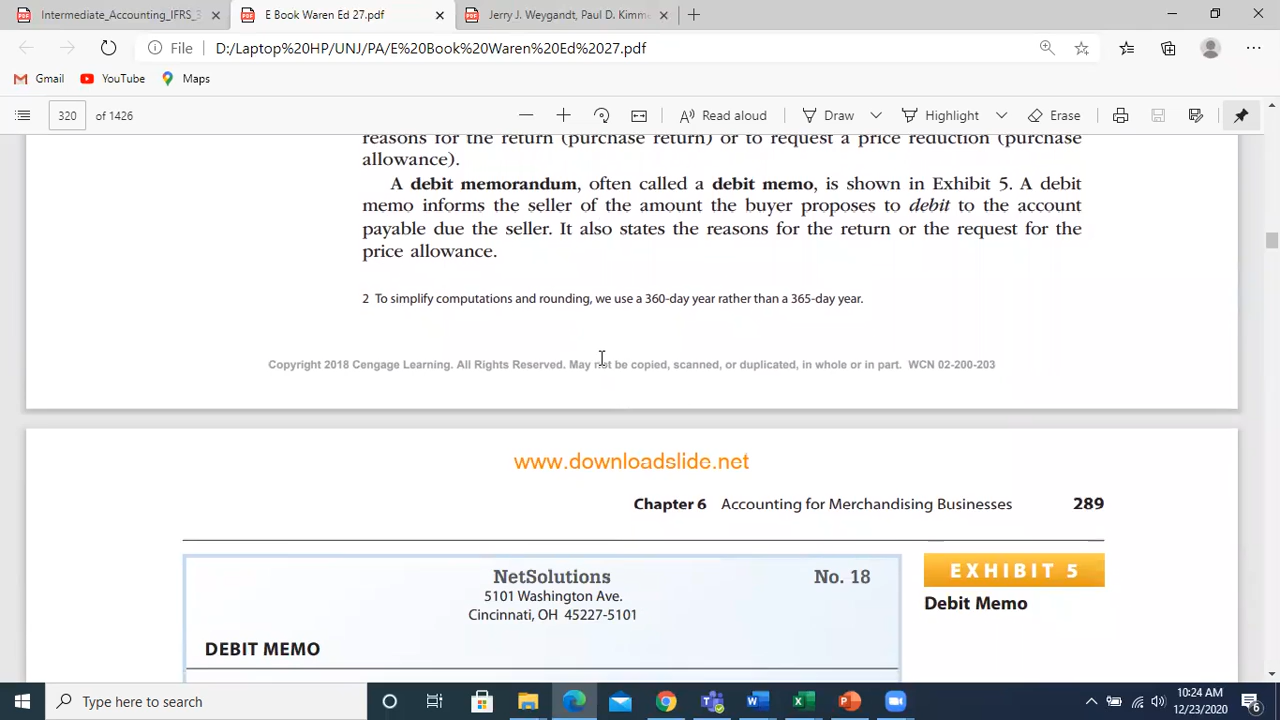 Intermediate_Accounting_IFRS_3
E Book Waren Ed 27.pdf
Jerry J. Weygandt, Paul D. Kimm
File
D:/Laptop%20HP/UNJ/PA/E%20Book%20Waren%20Ed%2027.pdf
Gmail
YouTube
Maps
320 of 1426
Read aloud
Draw
Highlight
Erase
reasons for the return (purchase return) or to request a price reduction (purchase
allowance).
A debit memorandum, often called a debit memo, is shown in Exhibit 5. A debit
memo informs the seller of the amount the buyer proposes to debit to the account
payable due the seller. It also states the reasons for the return or the request for the
price allowance.
2 To simplify computations and rounding, we use a 360-day year rather than a 365-day year.
Copyright 2018 Cengage Learning. All Rights Reserved. May not be copied, scanned, or duplicated, in whole or in part. WCN 02-200-203
www.downloadslide.net
Chapter 6 Accounting for Merchandising Businesses 289
NetSolutions No. 18
5101 Washington Ave.
Cincinnati, OH 45227-5101
DEBIT MEMO
EXHIBIT 5
Debit Memo
Type here to search
10:24 AM
12/23/2020
6